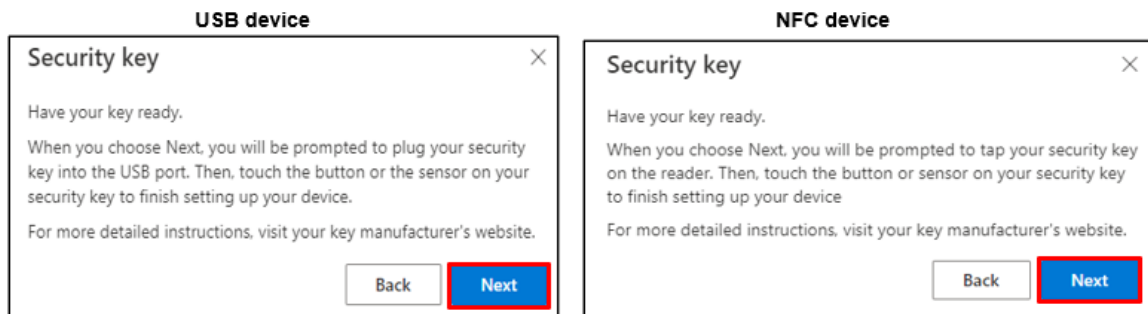 USB device
Security key
Have your key ready.
When you choose Next, you will be prompted to plug your security
key into the USB port. Then, touch the button or the sensor on your
security key to finish setting up your device.
For more detailed instructions, visit your key manufacturer's website.
Back
Next
NFC device
Security key
Have your key ready.
When you choose Next, you will be prompted to tap your security key
on the reader. Then, touch the button or sensor on your security key
to finish setting up your device
For more detailed instructions, visit your key manufacturer's website.
Back
Next